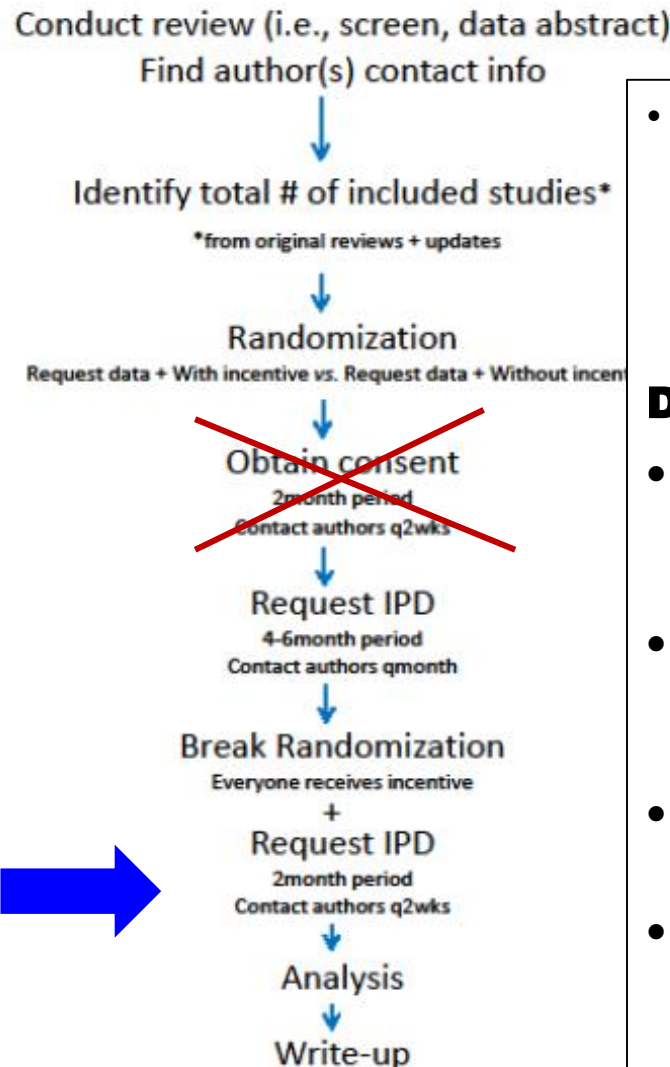 Conduct review (i.e., screen, data abstract)
Find author(s) contact info
Identify total # of included studies*
*from original reviews + updates
Randomization
Request data + With incentive vs. Request data + Without incent
Obtain consent
2month period
Contact authors q2wks
Request IPD
4-6month period
Contact authors qmonth
Break Randomization
Everyone receives incentive
+
Request IPD
2month period
Contact authors q2wks
Analysis
Write-up